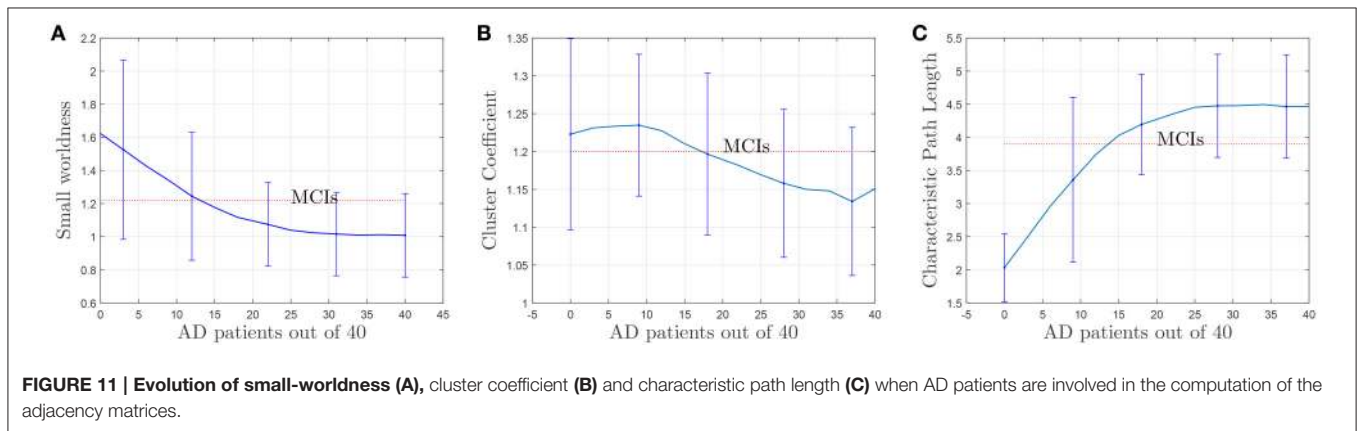 A
2.2
2
1.8
1.6
1.4
1.2
1
0.8
0.6
Small worldness
MCIs
0 5 10 15 20 25 30 35 40 45
AD patients out of 40
B
1.35
1.3
1.25
1.2
1.15
1.1
1.05
1
Cluster Coefficient
MCIs
-5 0 5 10 15 20 25 30 35 40
AD patients out of 40
C
5.5
5
4.5
4
3.5
3
2.5
2
1.5
Characteristic Path Length
MCIs
-5 0 5 10 15 20 25 30 35 40
AD patients out of 40
FIGURE 11 | Evolution of small-worldness (A), cluster coefficient (B) and characteristic path length (C) when AD patients are involved in the computation of the
adjacency matrices.